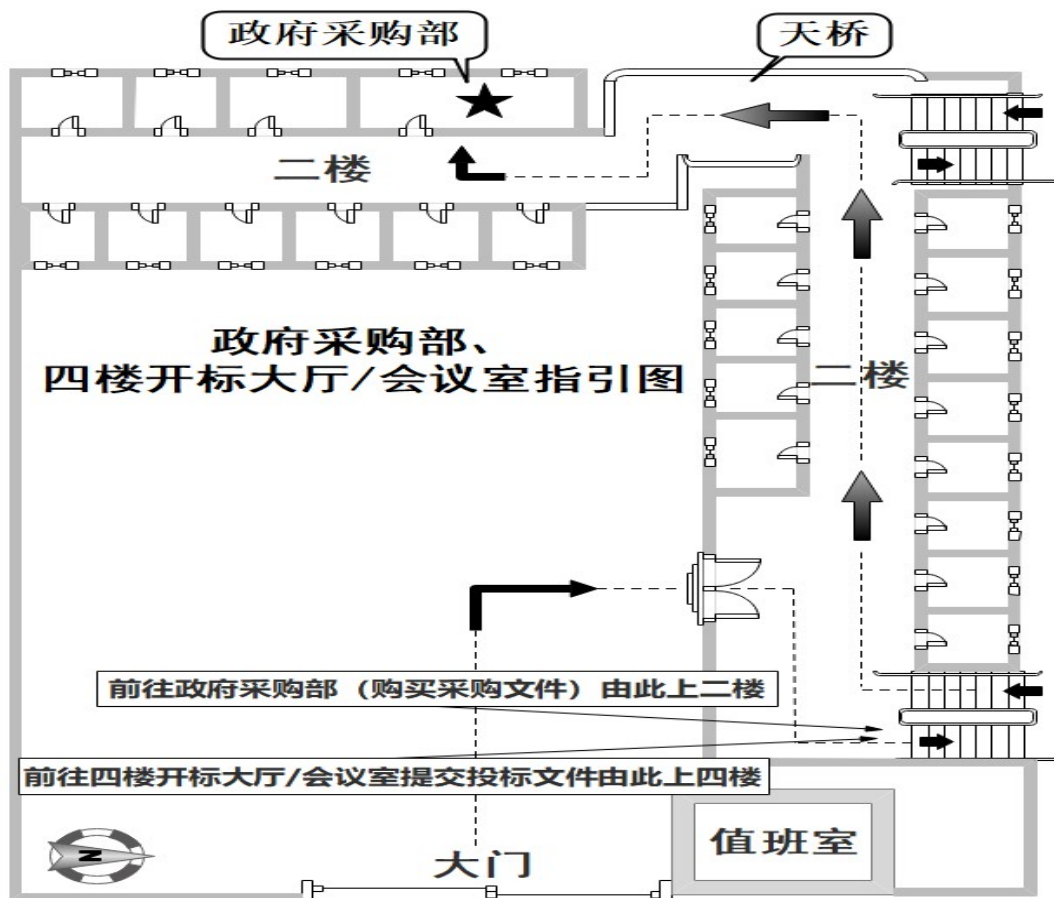 政府采购部
天桥
二楼
政府采购部、
四楼开标大厅/会议室指引图
二楼
前往政府采购部（购买采购文件）由此上二楼
前往四楼开标大厅/会议室提交投标文件由此上四楼
值班室
大门
N